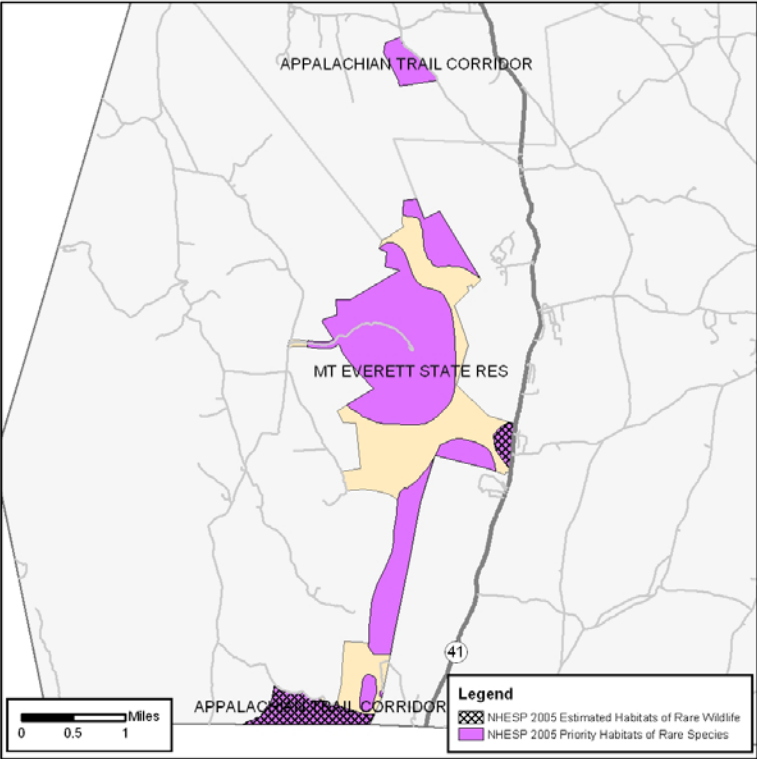 APPALACHIAN TRAIL CORRIDOR
MT EVERETT STATE RES
41
APPALACHIAN TRAIL CORRIDOR
Legend
NHESP 2005 Estimated Habitats of Rare Wildlife
NHESP 2005 Priority Habitats of Rare Species
Miles
0 0.5 1